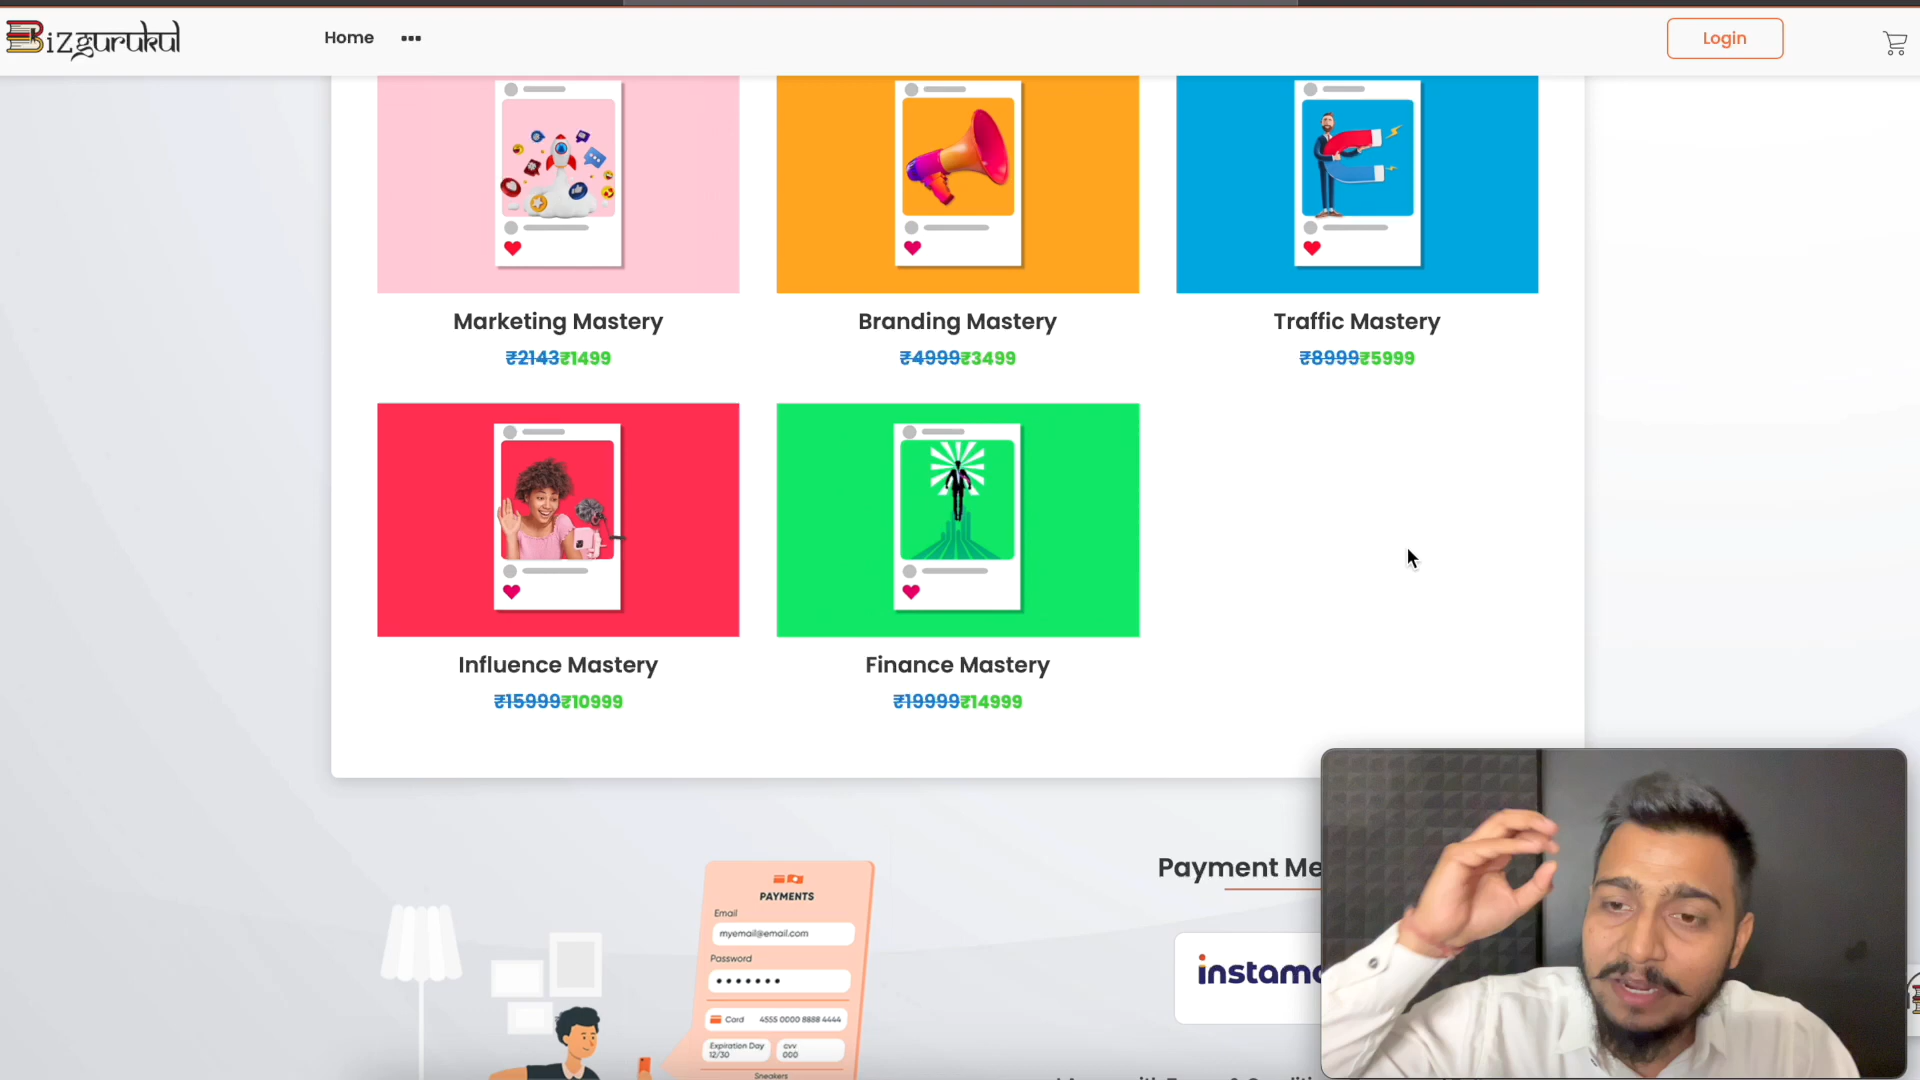 Bizgurukul
Home
Login
Marketing Mastery
₹2143₹1499
Branding Mastery
₹4999₹3499
Traffic Mastery
₹8999₹5999
Influence Mastery
₹15999₹10999
Finance Mastery
₹19999₹14999
Payment Me
instamo
PAYMENTS
Email
myemail@email.com
Password
Card 4555 0000 8888 4444
Expiration Day
12/30
cvv
000
Sneakers